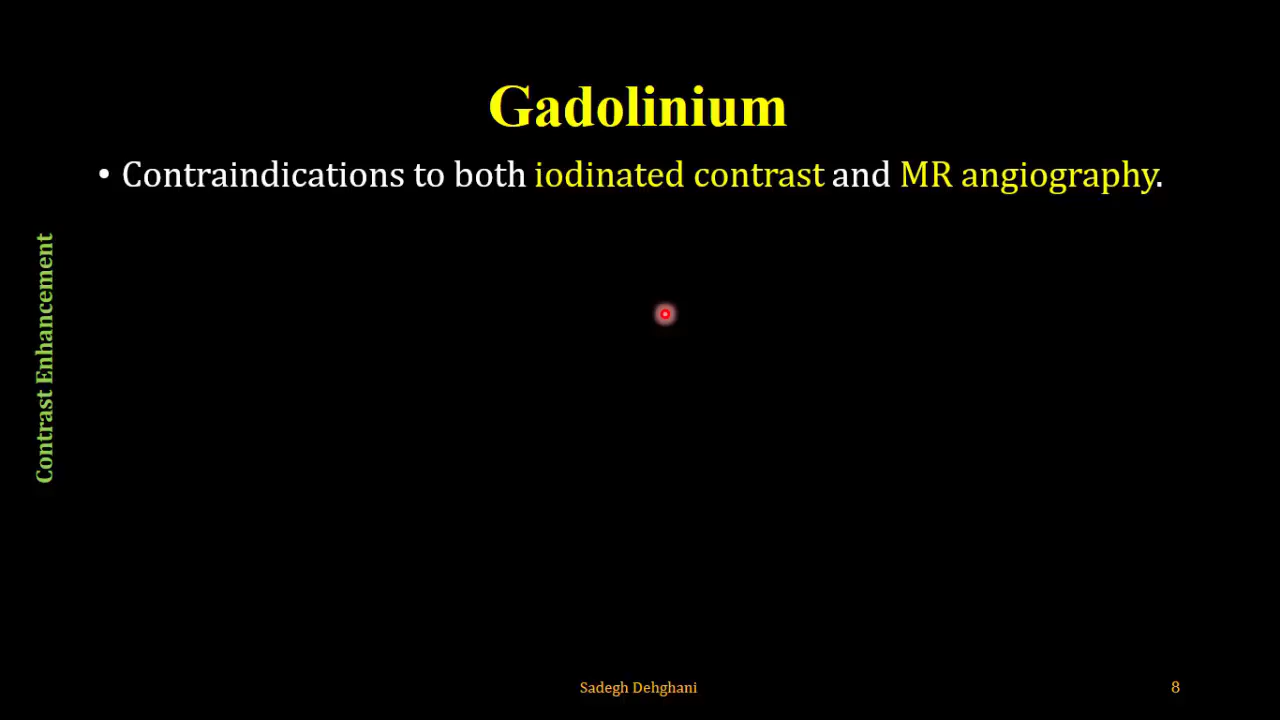 Gadolinium
• Contraindications to both iodinated contrast and MR angiography.
Contrast Enhancement
Sadegh Dehghani
8